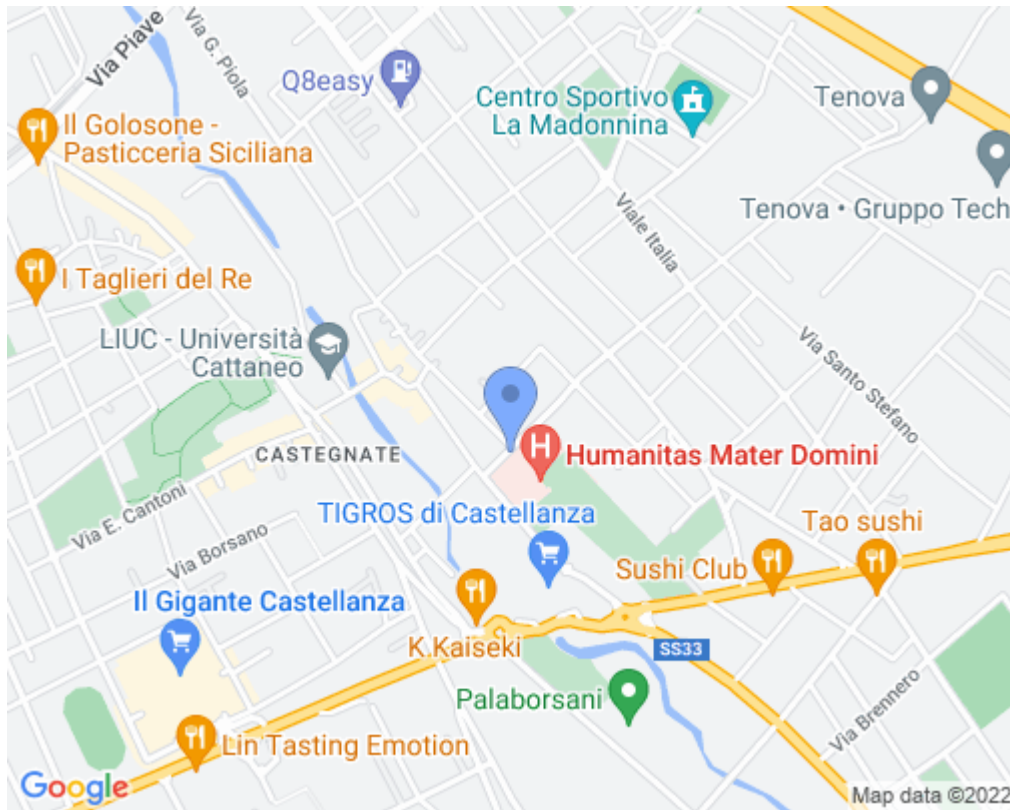 Via Piave
Via G. Piola
Q8easy
Centro Sportivo
La Madonnina
Tenova
Il Golosone -
Pasticceria Siciliana
Tenova • Gruppo Tech
Viale Italia
I Taglieri del Re
LIUC - Università
Cattaneo
Via Santo Stefano
CASTEGNATE
H
Humanitas Mater Domini
Via E. Cantoni
TIGROS di Castellanza
Tao sushi
Via Borsano
Sushi Club
Il Gigante Castellanza
K.Kaiseki
SS33
Palaborsani
Via Brennero
Lin Tasting Emotion
Google
Map data ©2022